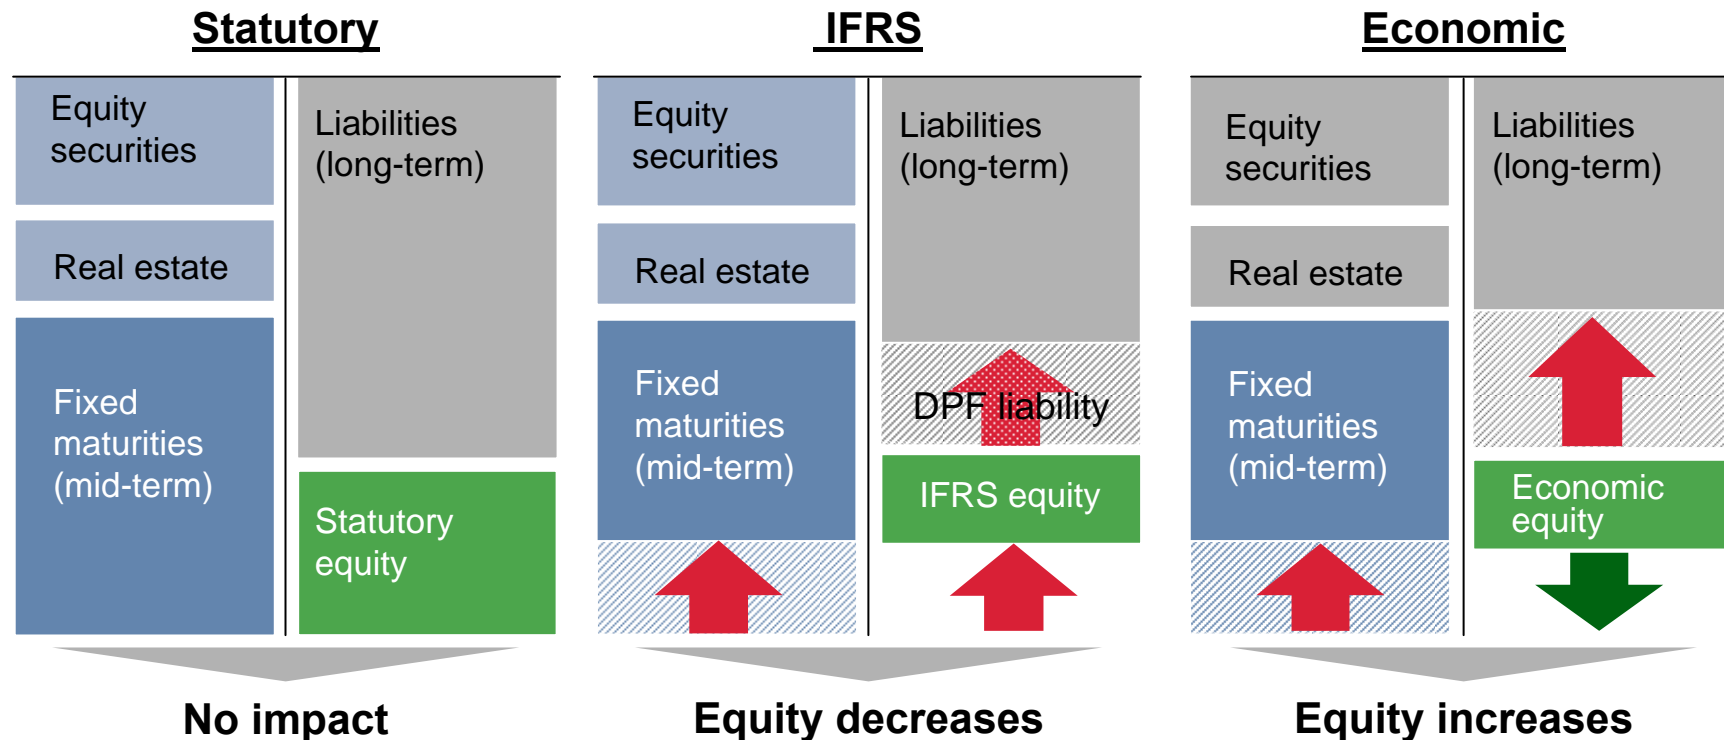 Statutory
Equity
securities
Real estate
Fixed
maturities
(mid-term)
Liabilities
(long-term)
Statutory
equity
No impact
IFRS
Equity
securities
Real estate
Fixed
maturities
(mid-term)
Liabilities
(long-term)
DPF liability
IFRS equity
Equity decreases
Economic
Equity
securities
Real estate
Fixed
maturities
(mid-term)
Liabilities
(long-term)
Economic
equity
Equity increases